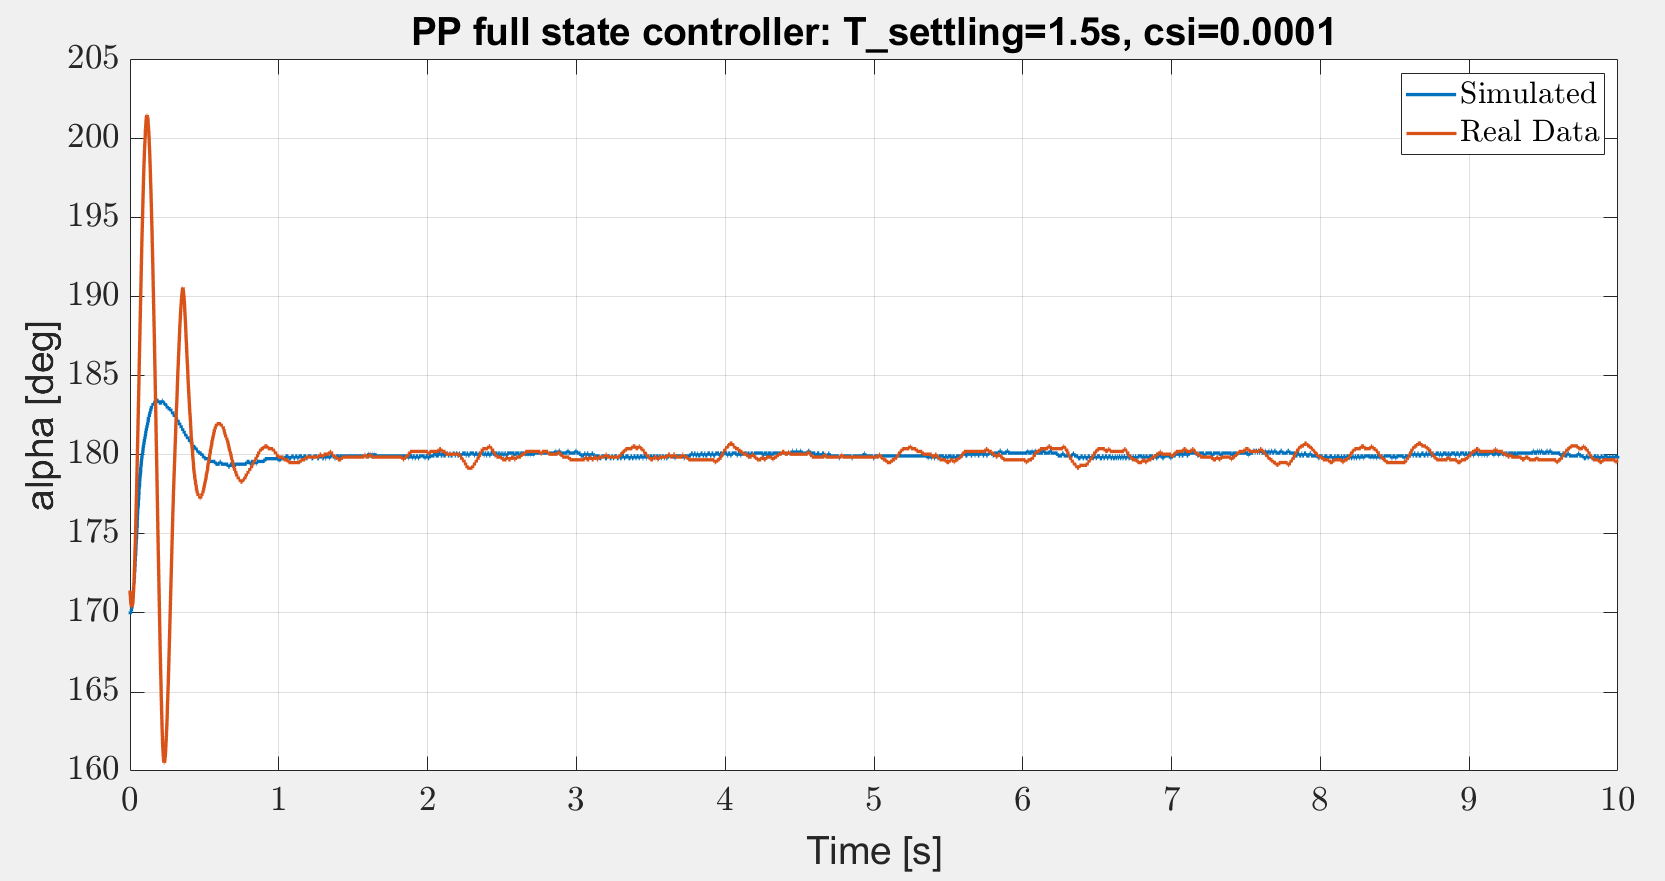 PP full state controller: T_settling=1.5s, csi=0.0001
205
200
195
190
185
180
175
170
165
160
alpha [deg]
Simulated
Real Data
0 1 2 3 4 5 6 7 8 9 10
Time [s]